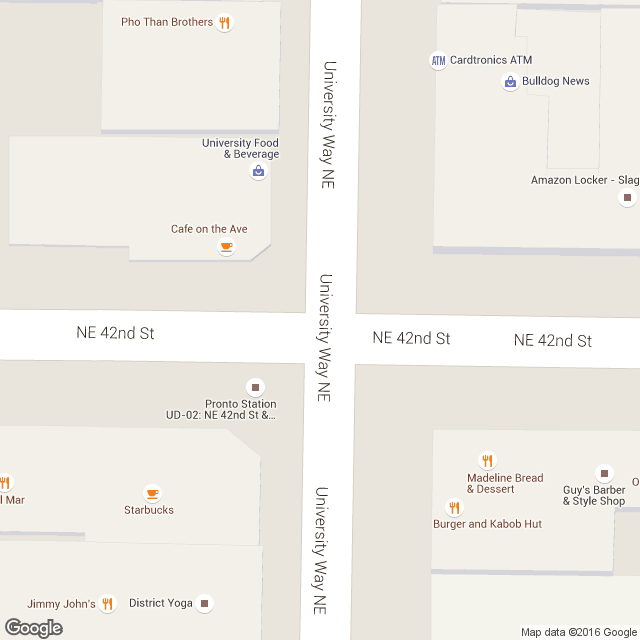 Pho Than Brothers
ATM
Cardtronics ATM
Bulldog News
University Way NE
University Food
& Beverage
Amazon Locker - Slag
Cafe on the Ave
University Way NE
NE 42nd St
NE 42nd St
NE 42nd St
Pronto Station
UD-02: NE 42nd St &...
l Mar
Starbucks
Madeline Bread
& Dessert
Guy's Barber
& Style Shop
O
Burger and Kabob Hut
University Way NE
Jimmy John's
District Yoga
Google
Map data ©2016 Google